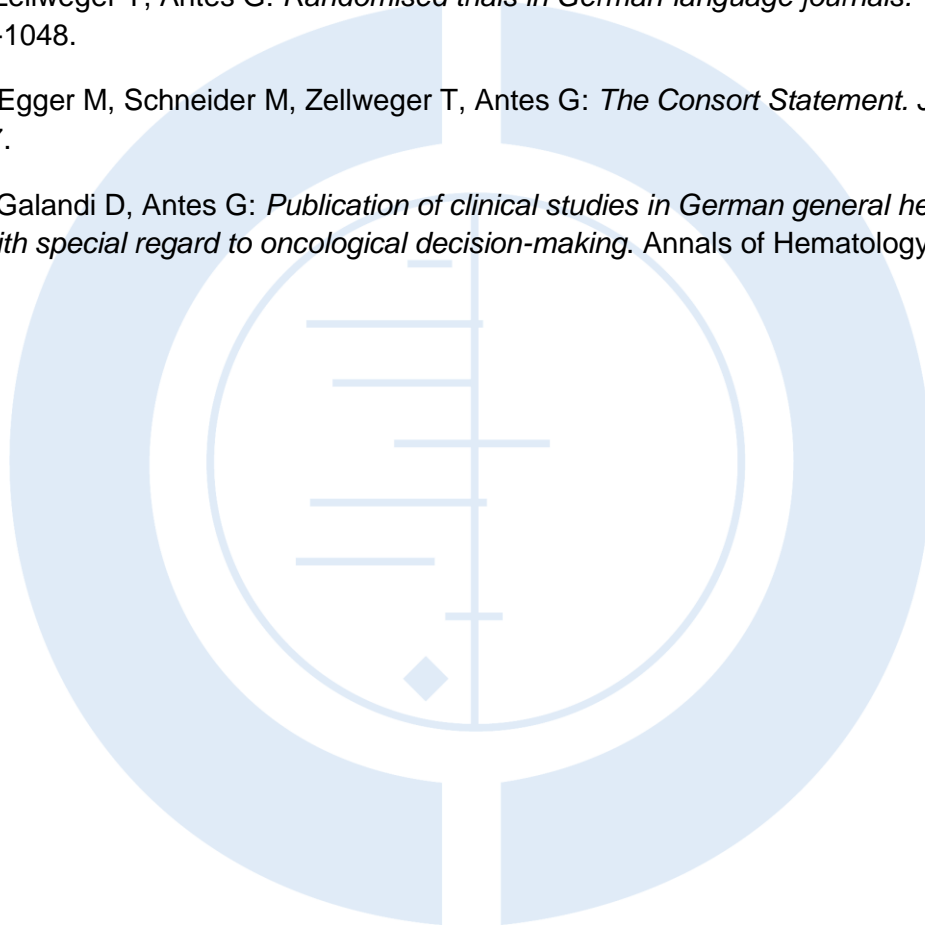 Zellweger T, Antes G: Randomised trials in German-language journals.
-1048.
Egger M, Schneider M, Zellweger T, Antes G: The Consort Statement. J
7.
Galandi D, Antes G: Publication of clinical studies in German general he
ith special regard to oncological decision-making. Annals of Hematology